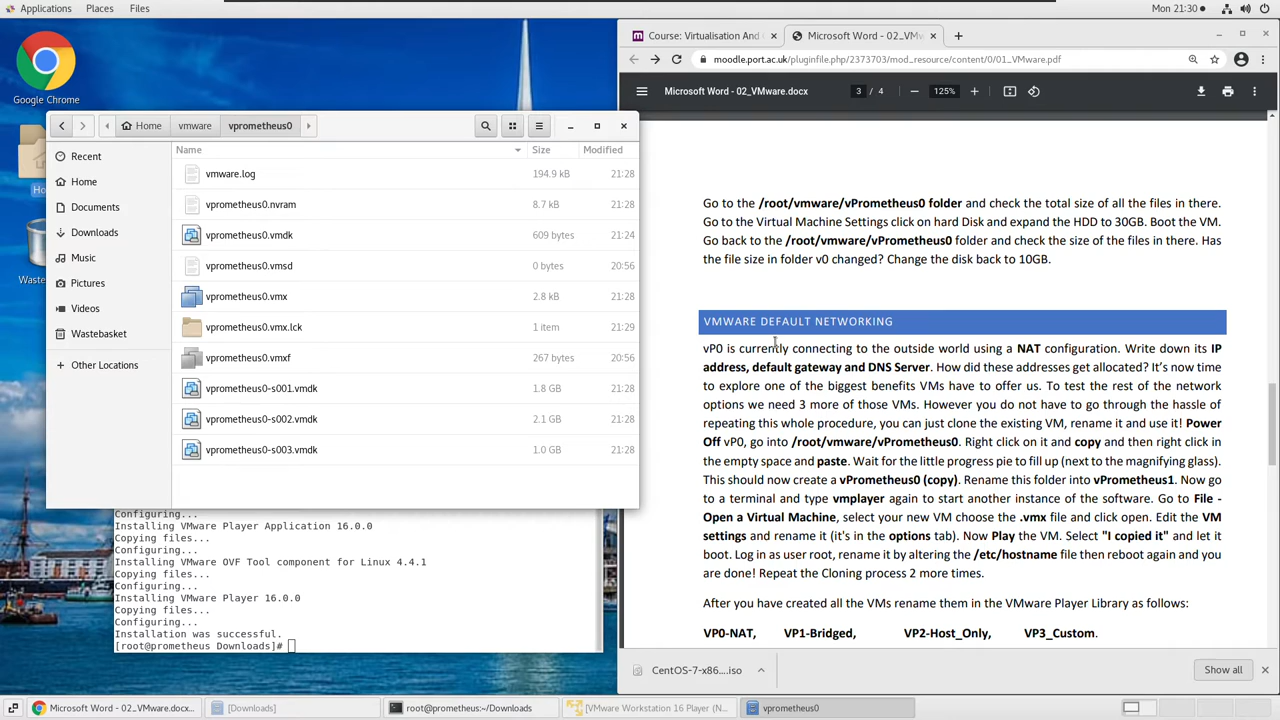 Applications Places Files Mon 21:30
Google Chrome
Ho
Waste
Home vmware vprometheus0
Recent
Home
Documents
Downloads
Music
Pictures
Videos
Wastebasket
Other Locations
Name Size Modified
vmware.log 194.9 kB 21:28
vprometheus0.nvram 8.7 kB 21:28
vprometheus0.vmdk 609 bytes 21:24
vprometheus0.vmsd 0 bytes 20:56
vprometheus0.vmx 2.8 kB 21:28
vprometheus0.vmx.lck 1 item 21:29
vprometheus0.vmxf 267 bytes 20:56
vprometheus0-s001.vmdk 1.8 GB 21:28
vprometheus0-s002.vmdk 2.1 GB 21:28
vprometheus0-s003.vmdk 1.0 GB 21:28
Configuring...
Installing VMware Player Application 16.0.0
Copying files...
Configuring...
Installing VMware OVF Tool component for Linux 4.4.1
Copying files...
Configuring...
Installing VMware Player 16.0.0
Copying files...
Configuring...
Installation was successful.
[root@prometheus Downloads]#
Course: Virtualisation And Microsoft Word - 02_VMw
moodle.port.ac.uk/pluginfile.php/2373703/mod_resource/content/0/01_VMware.pdf
Microsoft Word - 02_VMware.docx 3 / 4 125%
Go to the /root/vmware/vPrometheus0 folder and check the total size of all the files in there.
Go to the Virtual Machine Settings click on hard Disk and expand the HDD to 30GB. Boot the VM.
Go back to the /root/vmware/vPrometheus0 folder and check the size of the files in there. Has
the file size in folder v0 changed? Change the disk back to 10GB.
VMWARE DEFAULT NETWORKING
vP0 is currently connecting to the outside world using a NAT configuration. Write down its IP
address, default gateway and DNS Server. How did these addresses get allocated? It’s now time
to explore one of the biggest benefits VMs have to offer us. To test the rest of the network
options we need 3 more of those VMs. However you do not have to go through the hassle of
repeating this whole procedure, you can just clone the existing VM, rename it and use it! Power
Off vP0, go into /root/vmware/vPrometheus0. Right click on it and copy and then right click in
the empty space and paste. Wait for the little progress pie to fill up (next to the magnifying glass).
This should now create a vPrometheus0 (copy). Rename this folder into vPrometheus1. Now go
to a terminal and type vmplayer again to start another instance of the software. Go to File -
Open a Virtual Machine, select your new VM choose the .vmx file and click open. Edit the VM
settings and rename it (it's in the options tab). Now Play the VM. Select "I copied it" and let it
boot. Log in as user root, rename it by altering the /etc/hostname file then reboot again and you
are done! Repeat the Cloning process 2 more times.
After you have created all the VMs rename them in the VMware Player Library as follows:
VP0-NAT, VP1-Bridged, VP2-Host_Only, VP3_Custom.
CentOS-7-x86....iso Show all
Microsoft Word - 02_VMware.docx... [Downloads] root@prometheus:~/Downloads [VMware Workstation 16 Player (N... vprometheus0